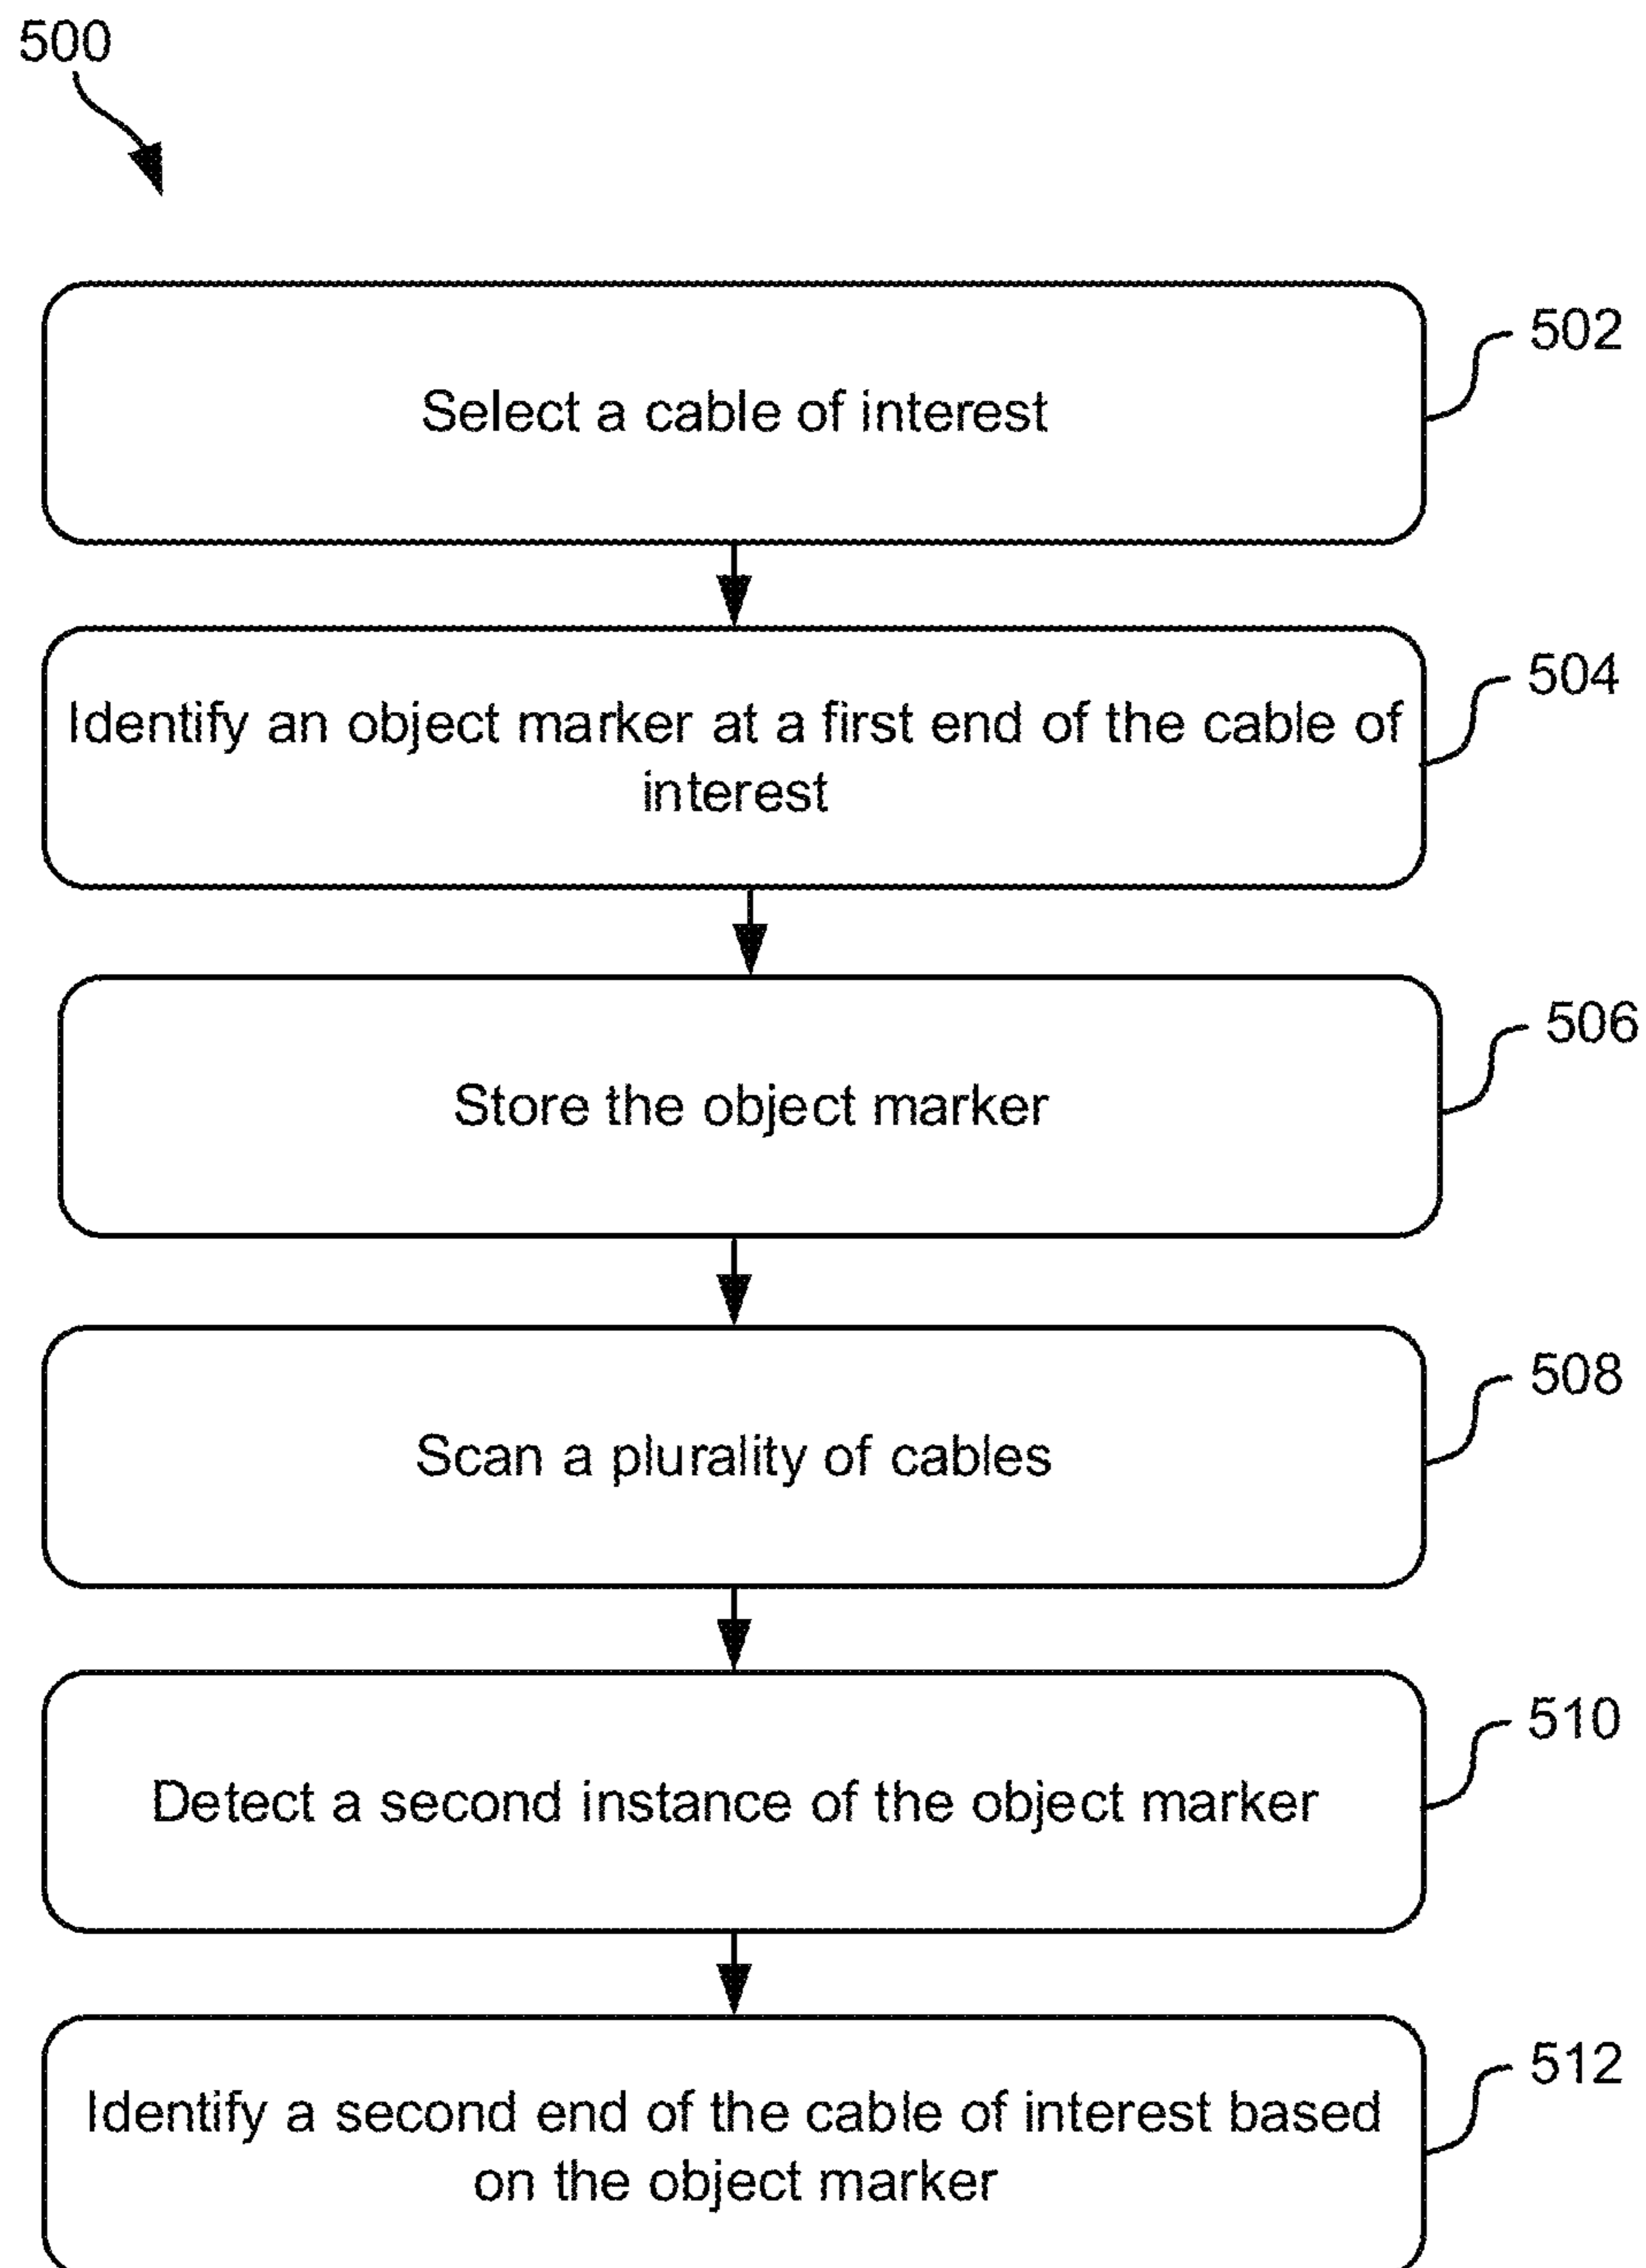 500
Select a cable of interest
502
Identify an object marker at a first end of the cable of
interest
504
Store the object marker
506
Scan a plurality of cables
508
Detect a second instance of the object marker
510
Identify a second end of the cable of interest based
on the object marker
512